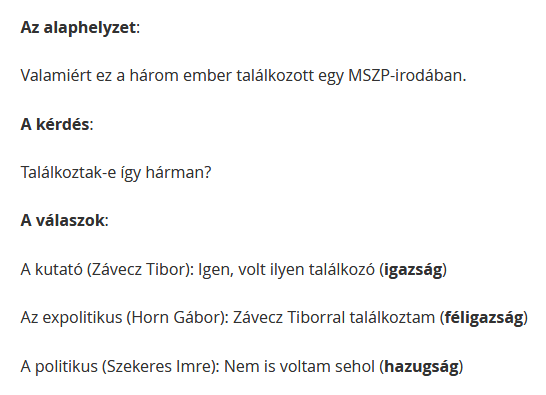 Az alaphelyzet:
Valamiért ez a három ember találkozott egy MSZP-irodában.
A kérdés:
Találkoztak-e így hárman?
A válaszok:
A kutató (Závecz Tibor): Igen, volt ilyen találkozó (igazság)
Az expolitikus (Horn Gábor): Závecz Tiborral találkoztam (féligazság)
A politikus (Szekeres Imre): Nem is voltam sehol (hazugság)